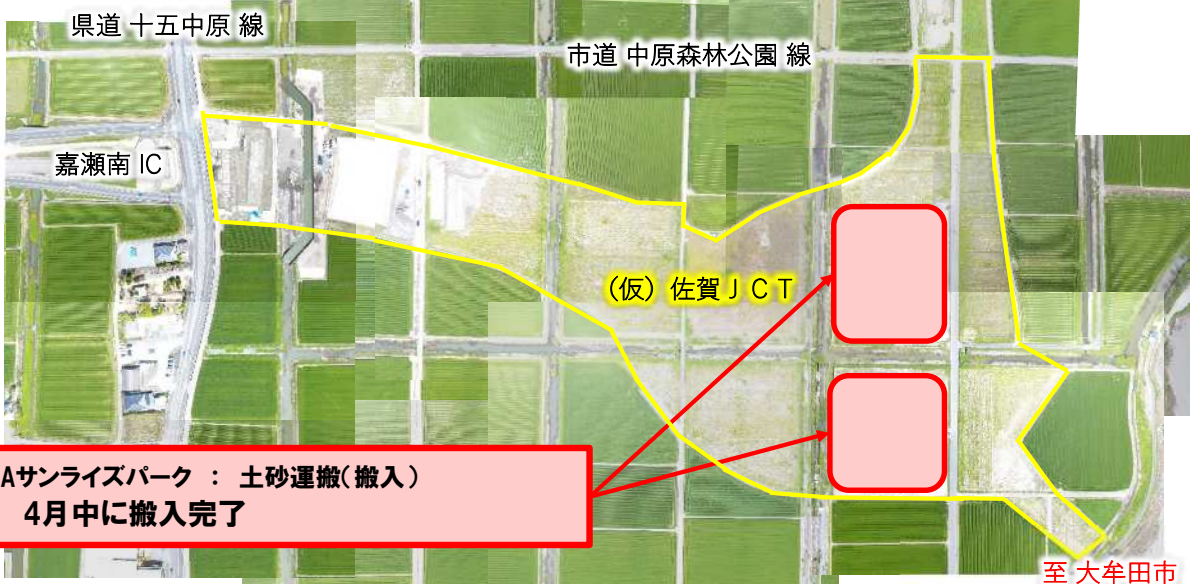 県道 十五中原 線
市道 中原森林公園 線
嘉瀬南 IC
（仮）佐賀ＪＣＴ
Aサンライズパーク ： 土砂運搬(搬入)
4月中に搬入完了
至 大牟田市